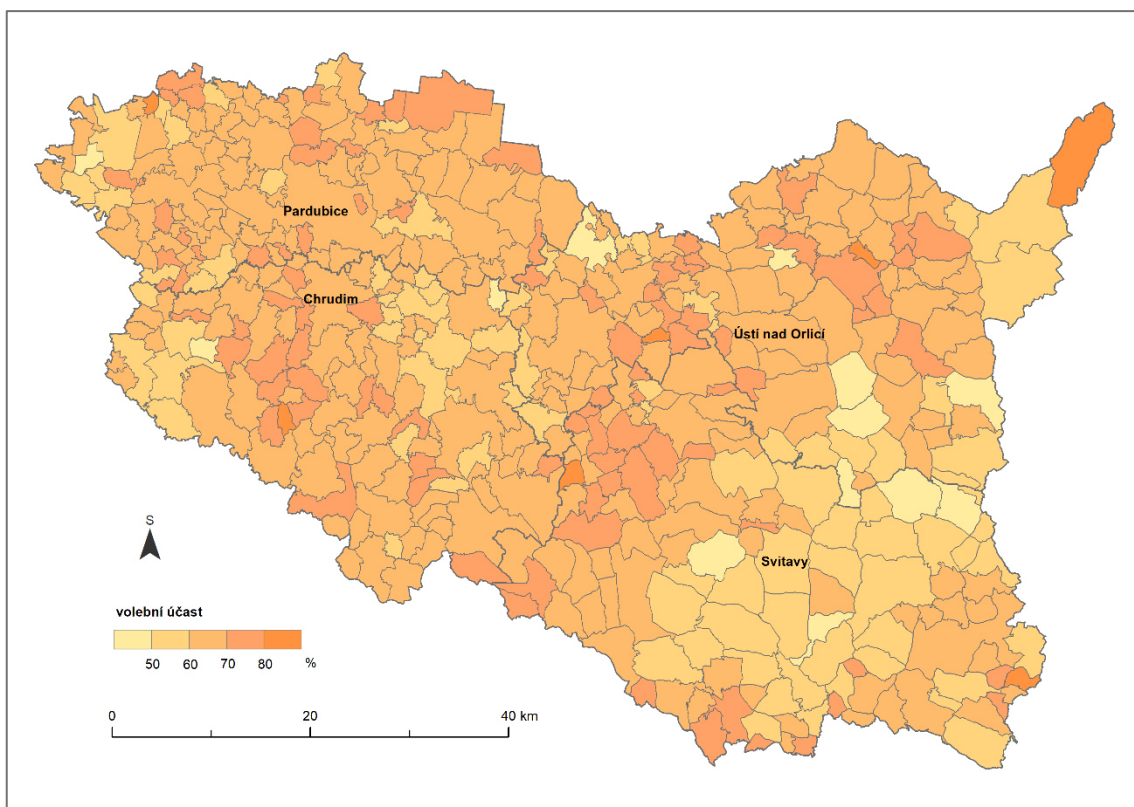 Pardubice
Chrudim
Ústí nad Orlicí
Svitavy
S
volební účast
50 60 70 80 %
0 20 40 km